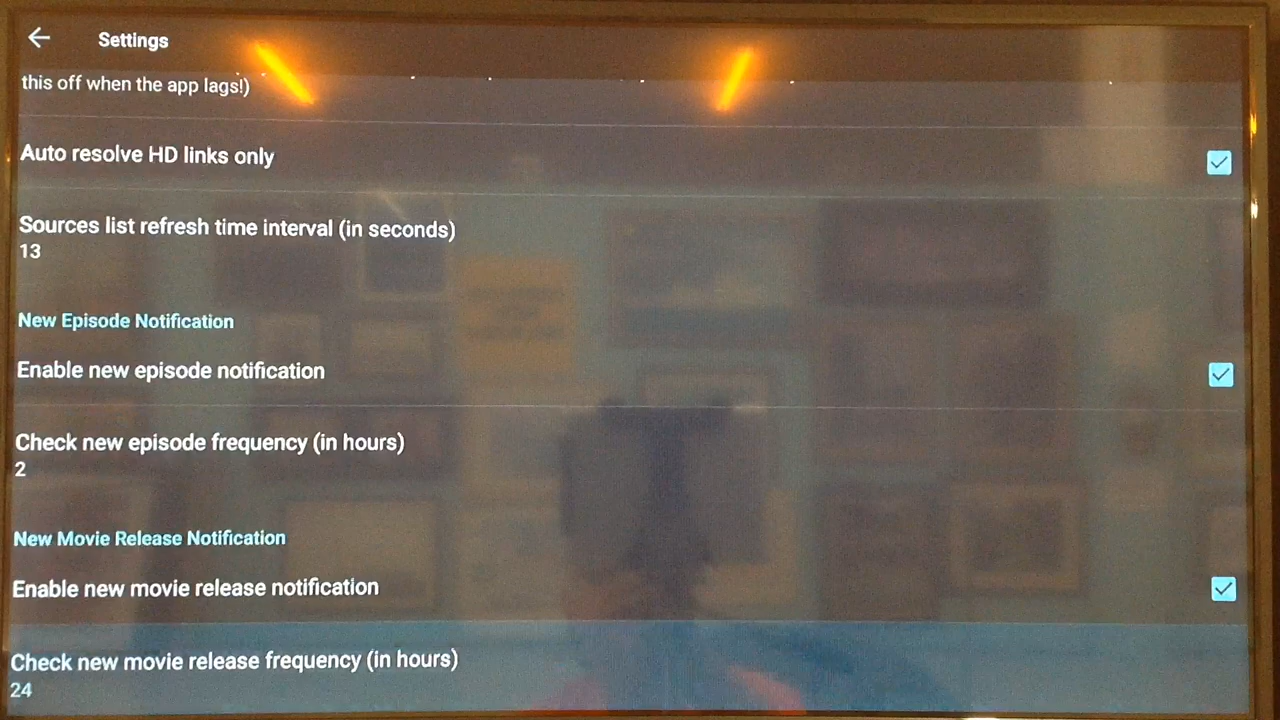 Settings
this off when the app lags!)
Auto resolve HD links only
Sources list refresh time interval (in seconds)
13
New Episode Notification
Enable new episode notification
Check new episode frequency (in hours)
2
New Movie Release Notification
Enable new movie release notification
Check new movie release frequency (in hours)
24